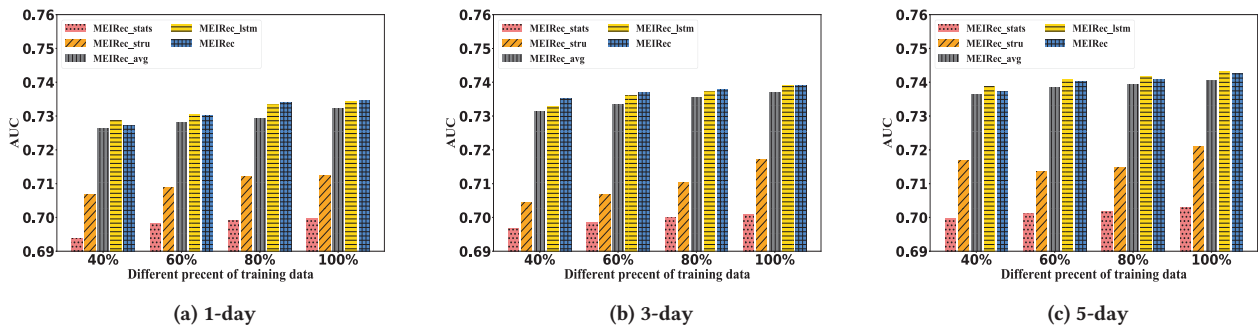 0.76
0.75
0.74
0.73
0.72
0.71
0.70
0.69
AUC
MEIRec_stats
MEIRec_stru
MEIRec_avg
MEIRec_lstm
MEIRec
40% 60% 80% 100%
Different precent of training data
(a) 1-day
0.76
0.75
0.74
0.73
0.72
0.71
0.70
0.69
AUC
MEIRec_stats
MEIRec_stru
MEIRec_avg
MEIRec_lstm
MEIRec
40% 60% 80% 100%
Different precent of training data
(b) 3-day
0.76
0.75
0.74
0.73
0.72
0.71
0.70
0.69
AUC
MEIRec_stats
MEIRec_stru
MEIRec_avg
MEIRec_lstm
MEIRec
40% 60% 80% 100%
Different precent of training data
(c) 5-day